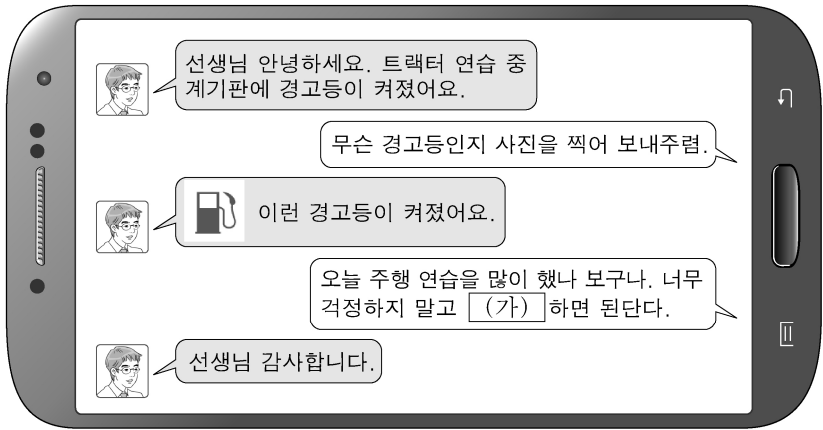 선생님 안녕하세요. 트랙터 연습 중
계기판에 경고등이 켜졌어요.
무슨 경고등인지 사진을 찍어 보내주렴.
이런 경고등이 켜졌어요.
오늘 주행 연습을 많이 했나 보구나. 너무
걱정하지 말고 (가) 하면 된단다.
선생님 감사합니다.